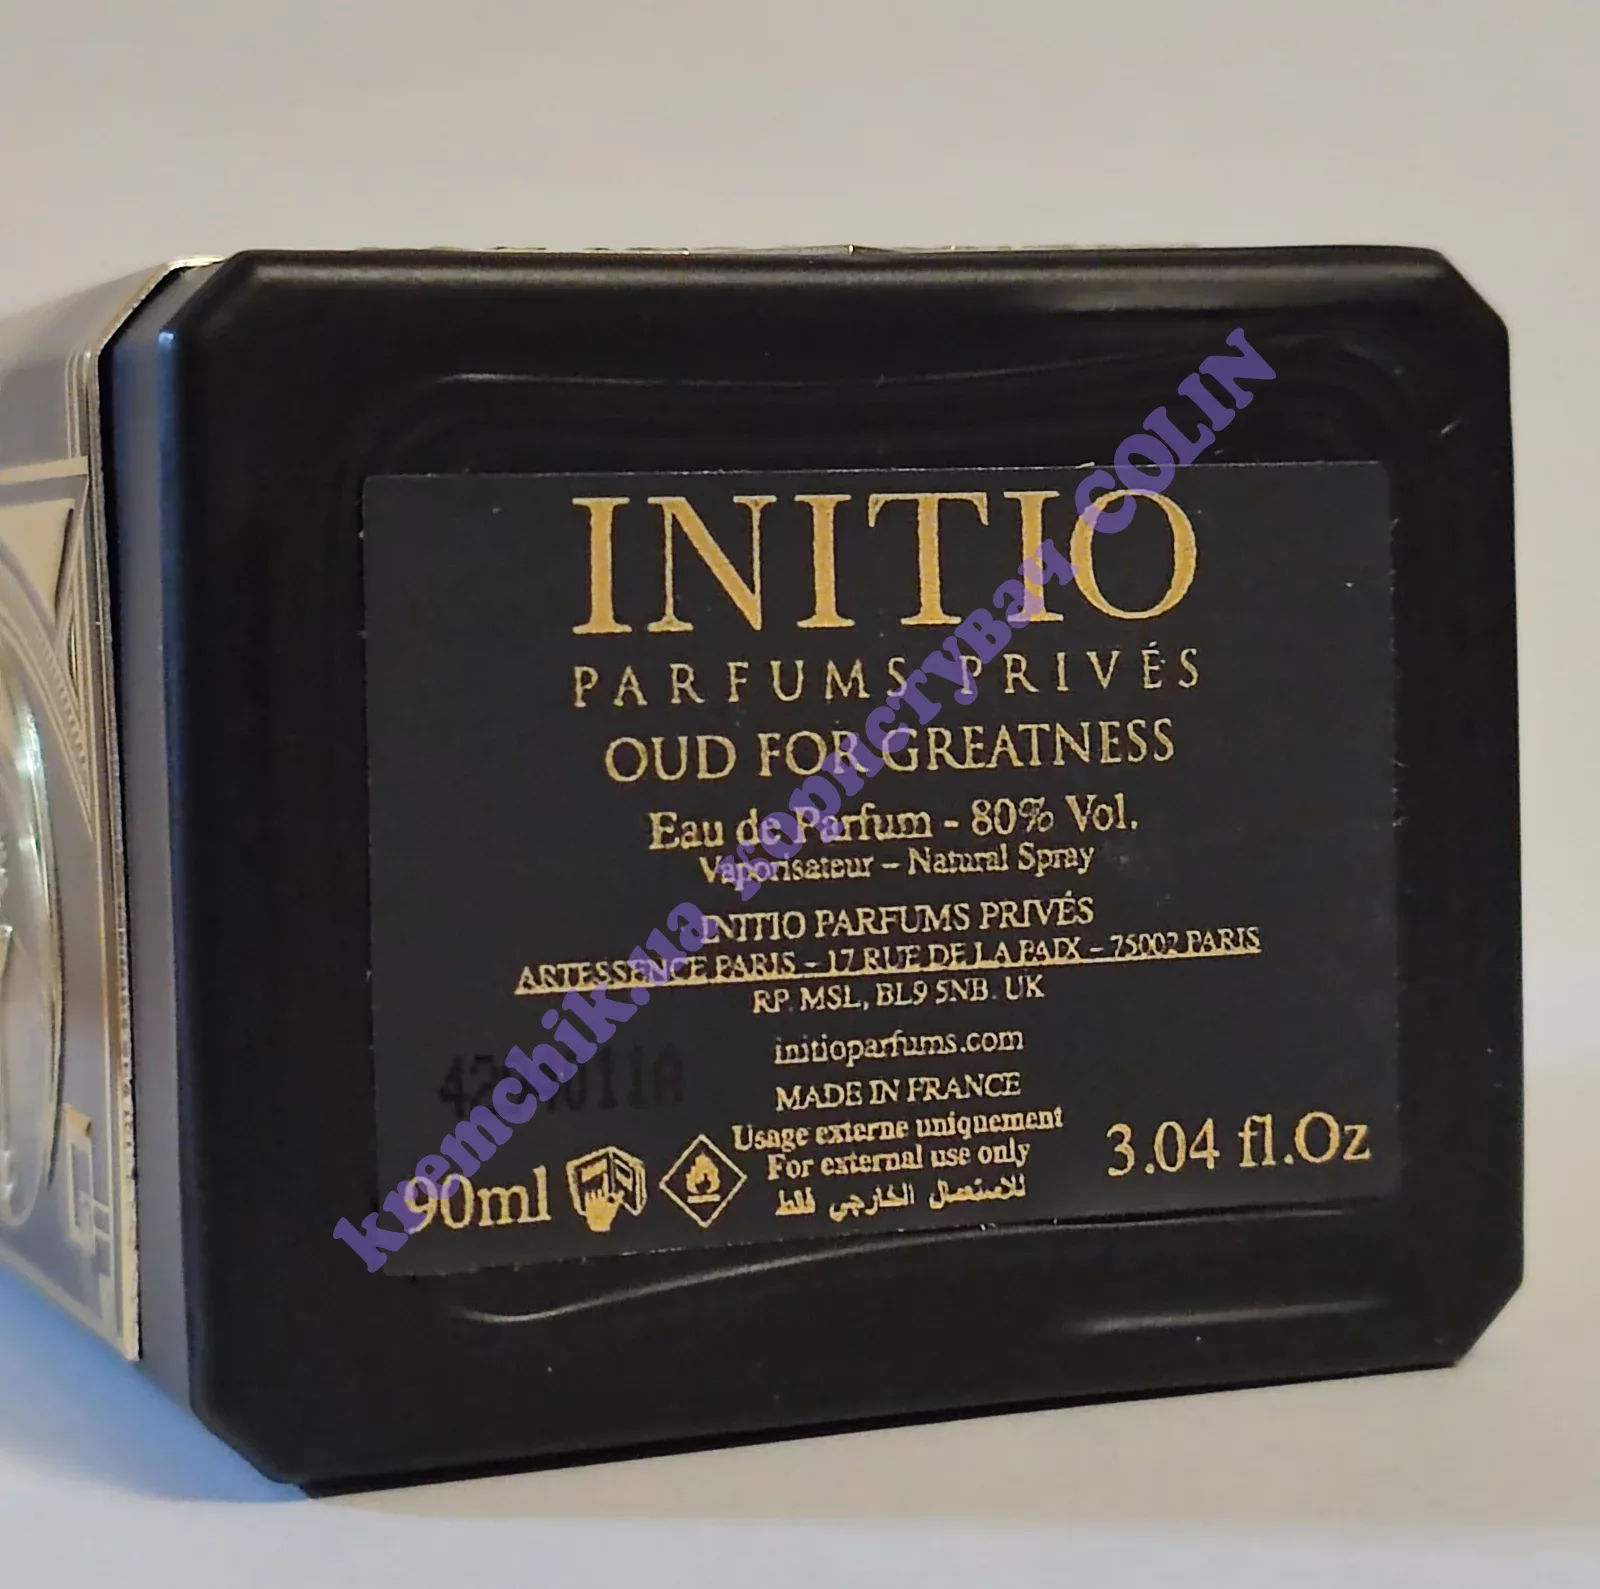 INITIO
PARFUMS PRIVÉS
OUD FOR GREATNESS
Eau de Parfum - 80% Vol.
Vaporisateur – Natural Spray
INITIO PARFUMS PRIVÉS
ARTESSENCE PARIS – 17 RUE DE LA PAIX – 75002 PARIS
RP. MSL, BL9 5NB. UK
initioparfums.com
MADE IN FRANCE
Usage externe uniquement
For external use only
للاستعمال الخارجي فقط
90ml
3.04 fl.Oz
kremchik.ua користувач COLIN